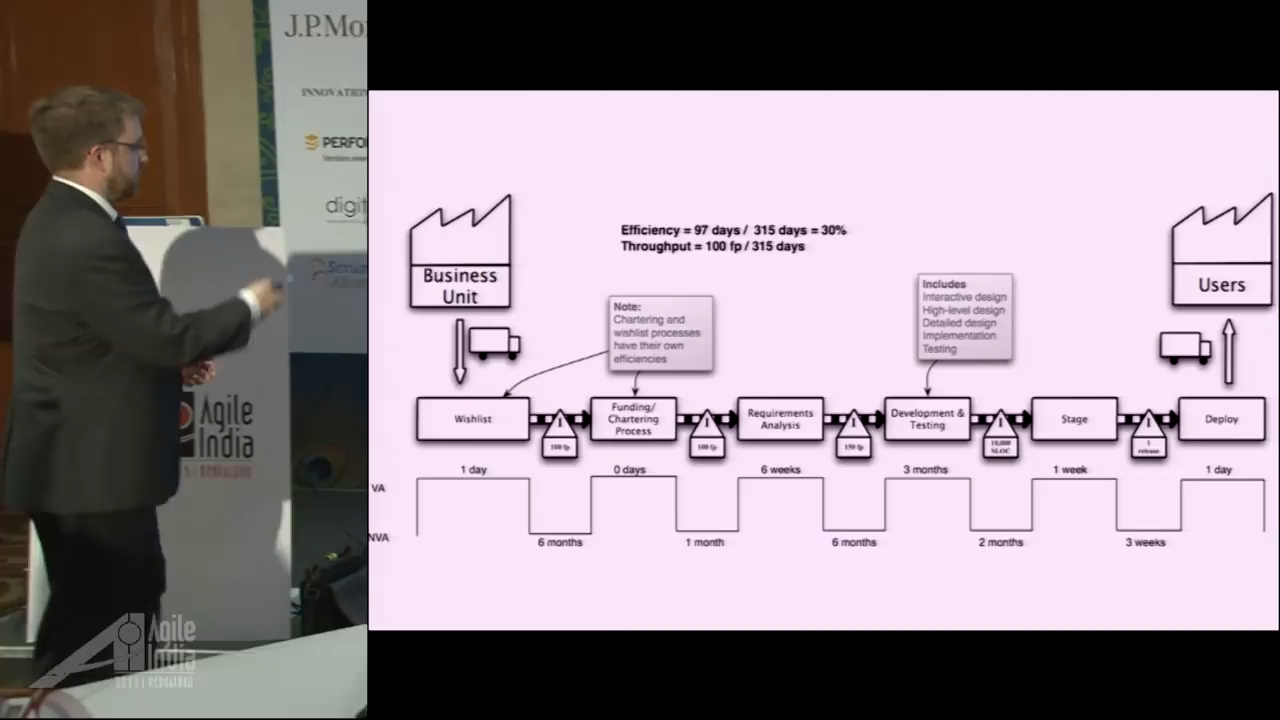 J.P.Mo
INNOVATION
PERFO
digit
Scrum
Agile
India
Efficiency = 97 days / 315 days = 30%
Throughput = 100 fp / 315 days
Business
Unit
Users
Note:
Chartering and
wishlist processes
have their own
efficiencies
Includes
Interactive design
High-level design
Detailed design
Implementation
Testing
Wishlist
I
100 fp
Funding/
Chartering
Process
I
100 fp
Requirements
Analysis
I
150 fp
Development &
Testing
I
10,000
SLOC
Stage
I
1
release
Deploy
1 day
0 days
6 weeks
3 months
1 week
1 day
VA
NVA
6 months
1 month
6 months
2 months
3 weeks
Agile
India